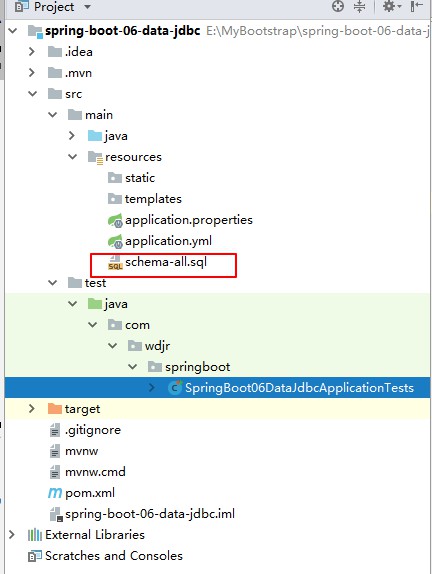 Project
spring-boot-06-data-jdbc E:\MyBootstrap\spring-boot-06-data-j
.idea
.mvn
src
main
java
resources
static
templates
application.properties
application.yml
SQL schema-all.sql
test
java
com
wdjr
springboot
SpringBoot06DataJdbcApplicationTests
target
.gitignore
mvnw
mvnw.cmd
pom.xml
spring-boot-06-data-jdbc.iml
External Libraries
Scratches and Consoles